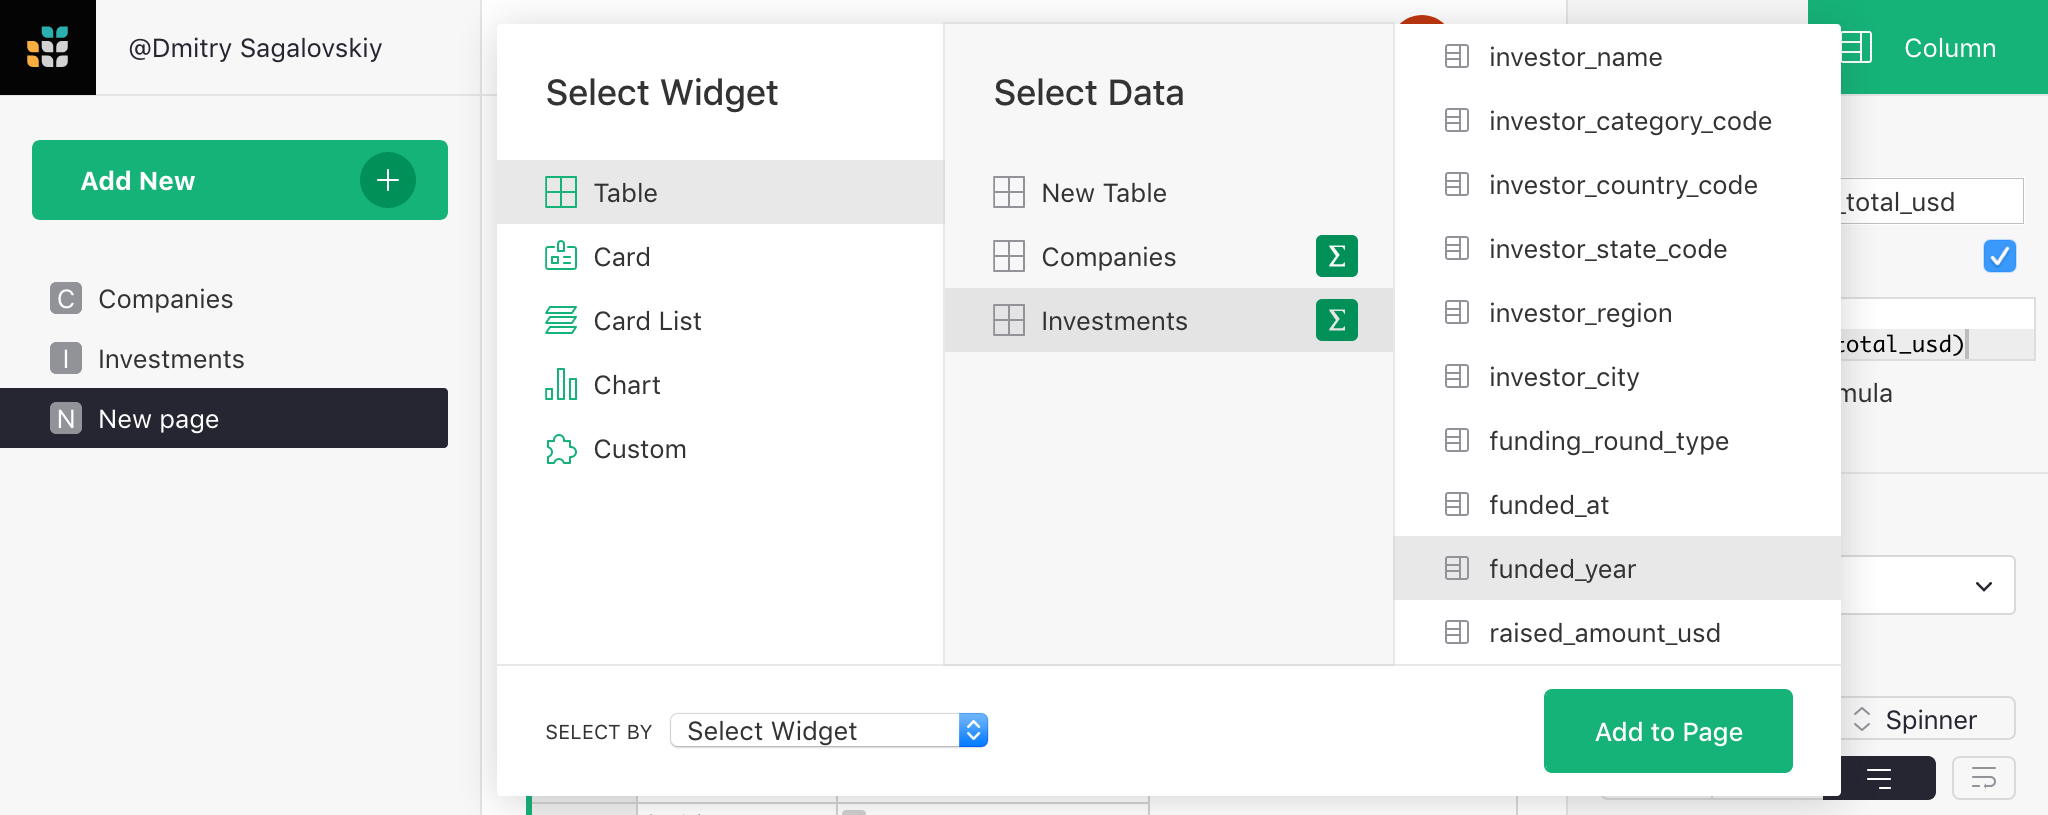 @Dmitry Sagalovskiy
Add New
C Companies
I Investments
N New page
Select Widget
Table
Card
Card List
Chart
Custom
Select Data
New Table
Companies Σ
Investments Σ
investor_name
investor_category_code
investor_country_code
investor_state_code
investor_region
investor_city
funding_round_type
funded_at
funded_year
raised_amount_usd
SELECT BY Select Widget
Add to Page
Column
_total_usd
total_usd)
mula
Spinner